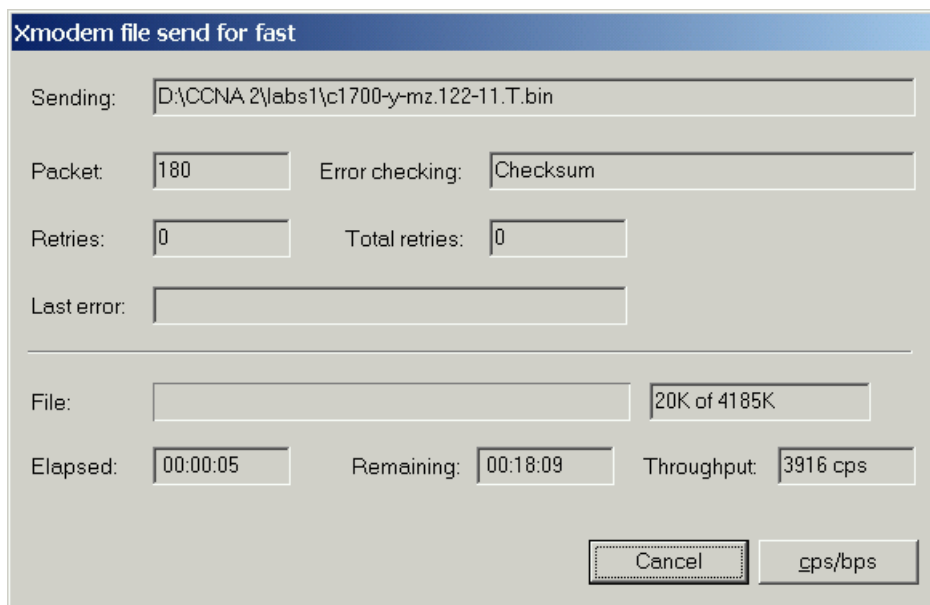 Xmodem file send for fast
Sending: D:\CCNA 2\labs1\c1700-y-mz.122-11.T.bin
Packet: 180 Error checking: Checksum
Retries: 0 Total retries: 0
Last error:
File: 20K of 4185K
Elapsed: 00:00:05 Remaining: 00:18:09 Throughput: 3916 cps
Cancel cps/bps